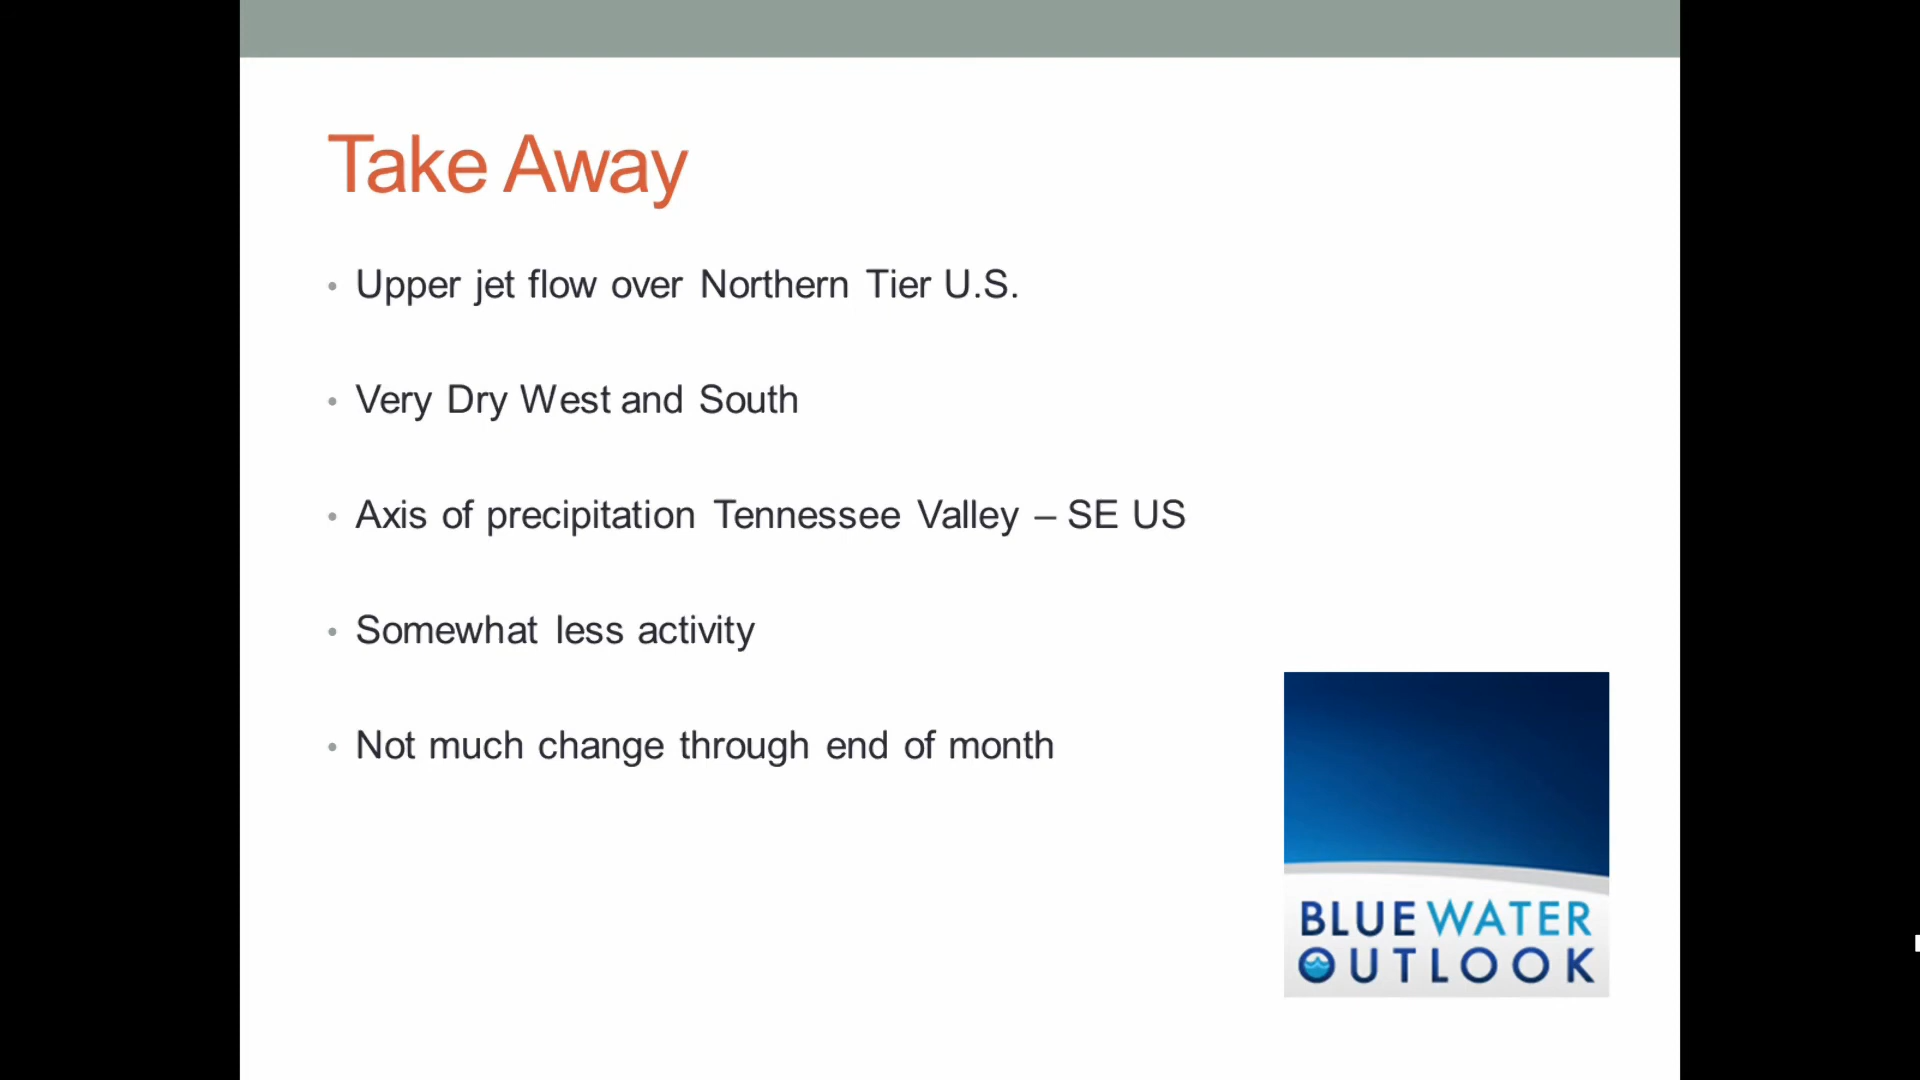 Take Away
• Upper jet flow over Northern Tier U.S.
• Very Dry West and South
• Axis of precipitation Tennessee Valley – SE US
• Somewhat less activity
• Not much change through end of month
BLUE WATER
OUTLOOK